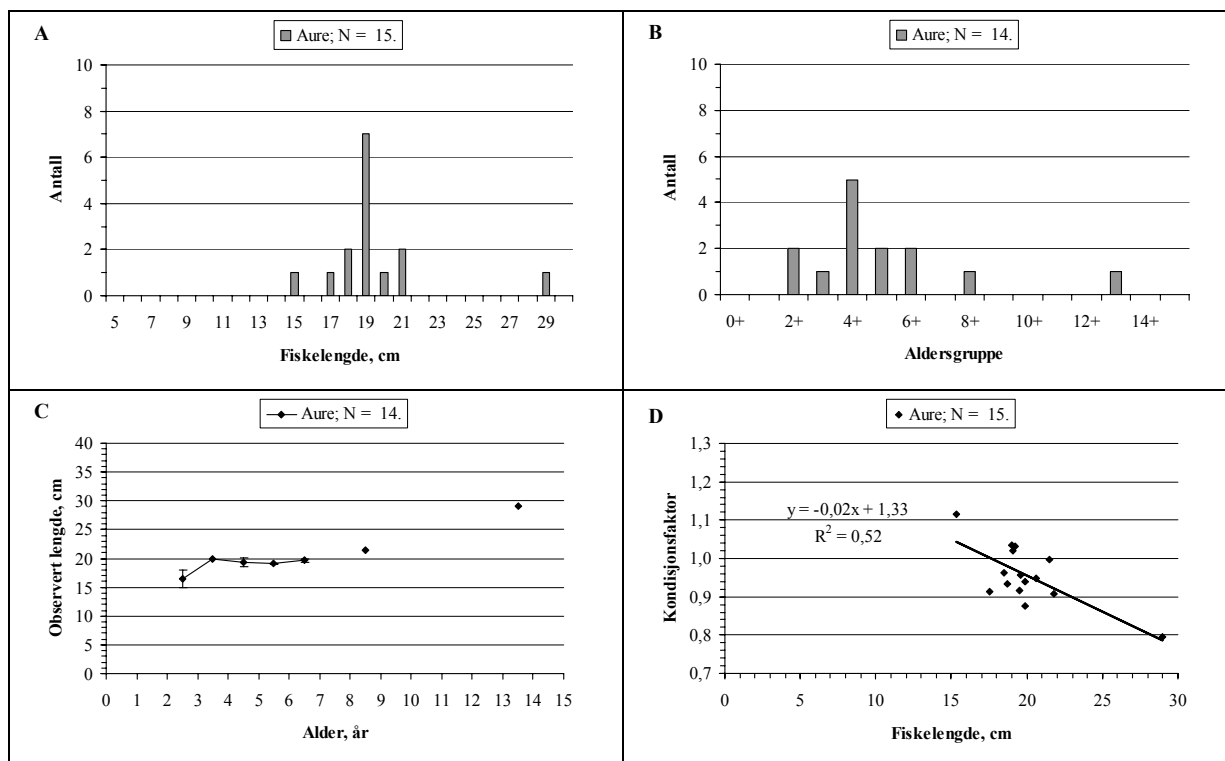 A
Aure; N = 15.
10
8
6
4
2
0
Antall
5 7 9 11 13 15 17 19 21 23 25 27 29
Fiskelengde, cm
B
Aure; N = 14.
10
8
6
4
2
0
Antall
0+ 2+ 4+ 6+ 8+ 10+ 12+ 14+
Aldersgruppe
C
Aure; N = 14.
40
35
30
25
20
15
10
5
0
Observert lengde, cm
0 1 2 3 4 5 6 7 8 9 10 11 12 13 14 15
Alder, år
D
Aure; N = 15.
1,3
1,2
1,1
1,0
0,9
0,8
0,7
Kondisjonsfaktor
y = -0,02x + 1,33
R² = 0,52
0 5 10 15 20 25 30
Fiskelengde, cm